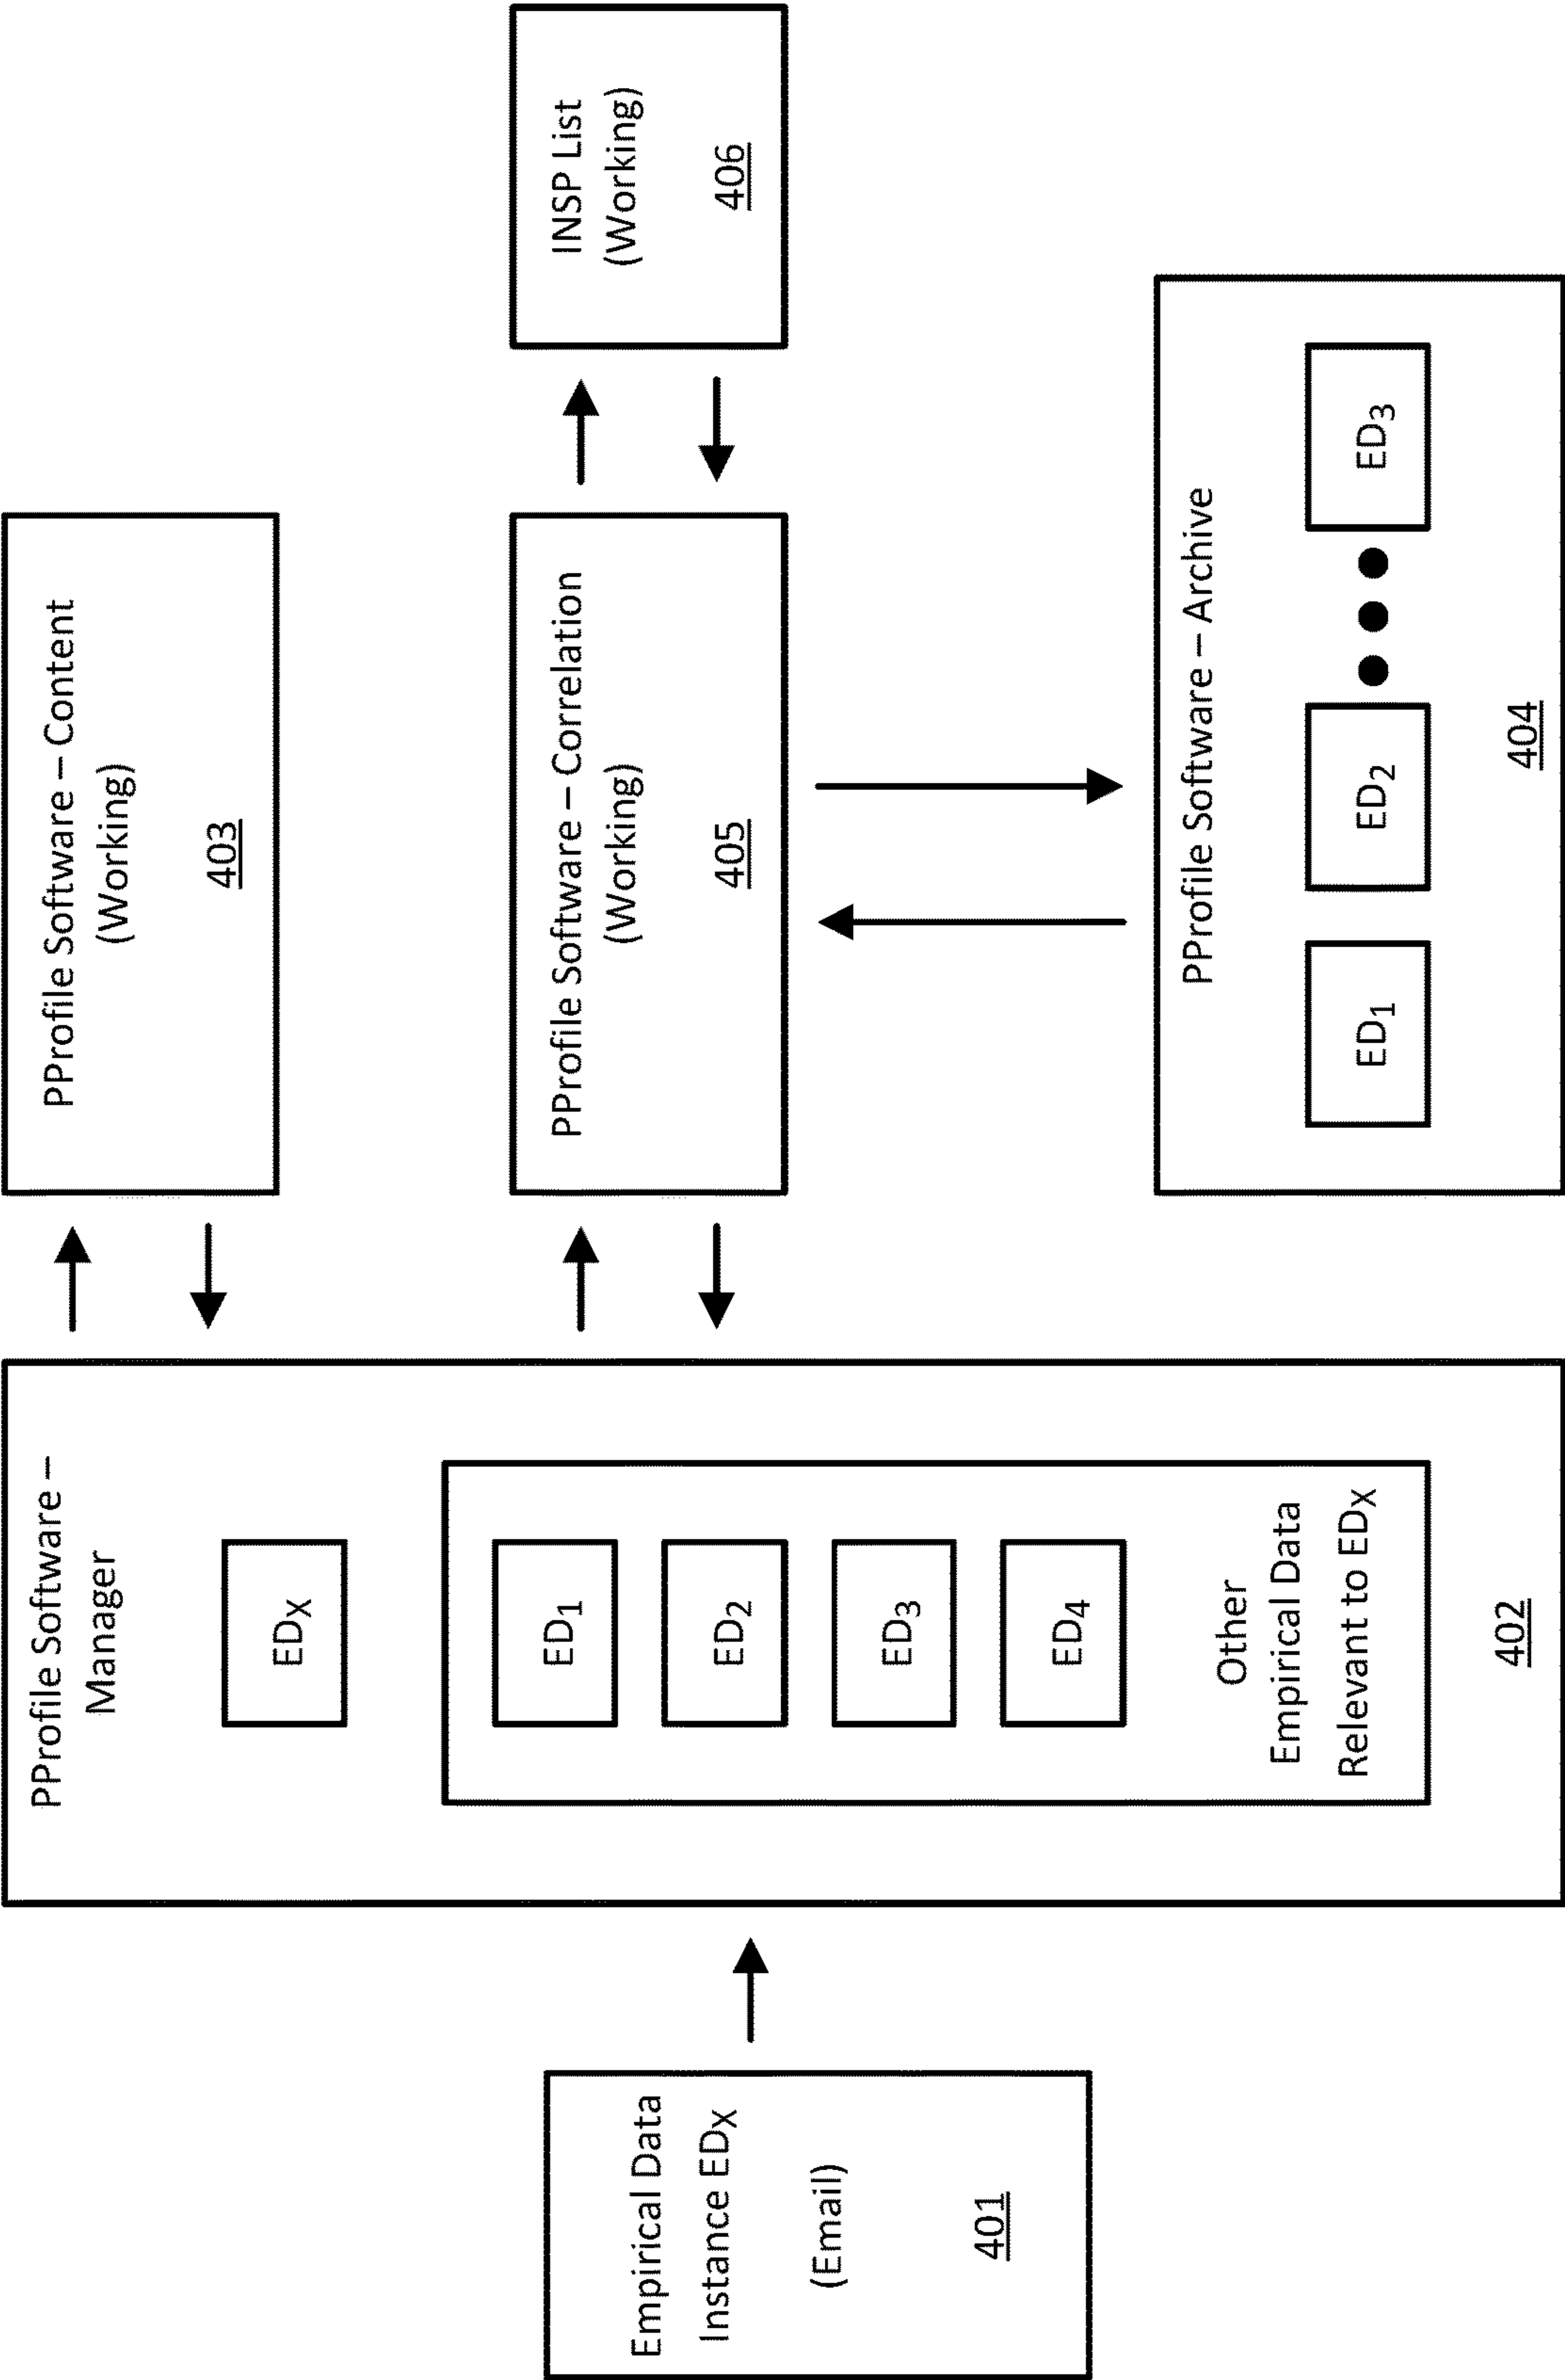 Empirical Data
Instance EDX
(Email)
401
PProfile Software –
Manager
EDX
ED1
ED2
ED3
ED4
Other
Empirical Data
Relevant to EDX
402
PProfile Software – Content
(Working)
403
PProfile Software – Correlation
(Working)
405
PProfile Software – Archive
ED1
ED2
ED3
404
INSP List
(Working)
406